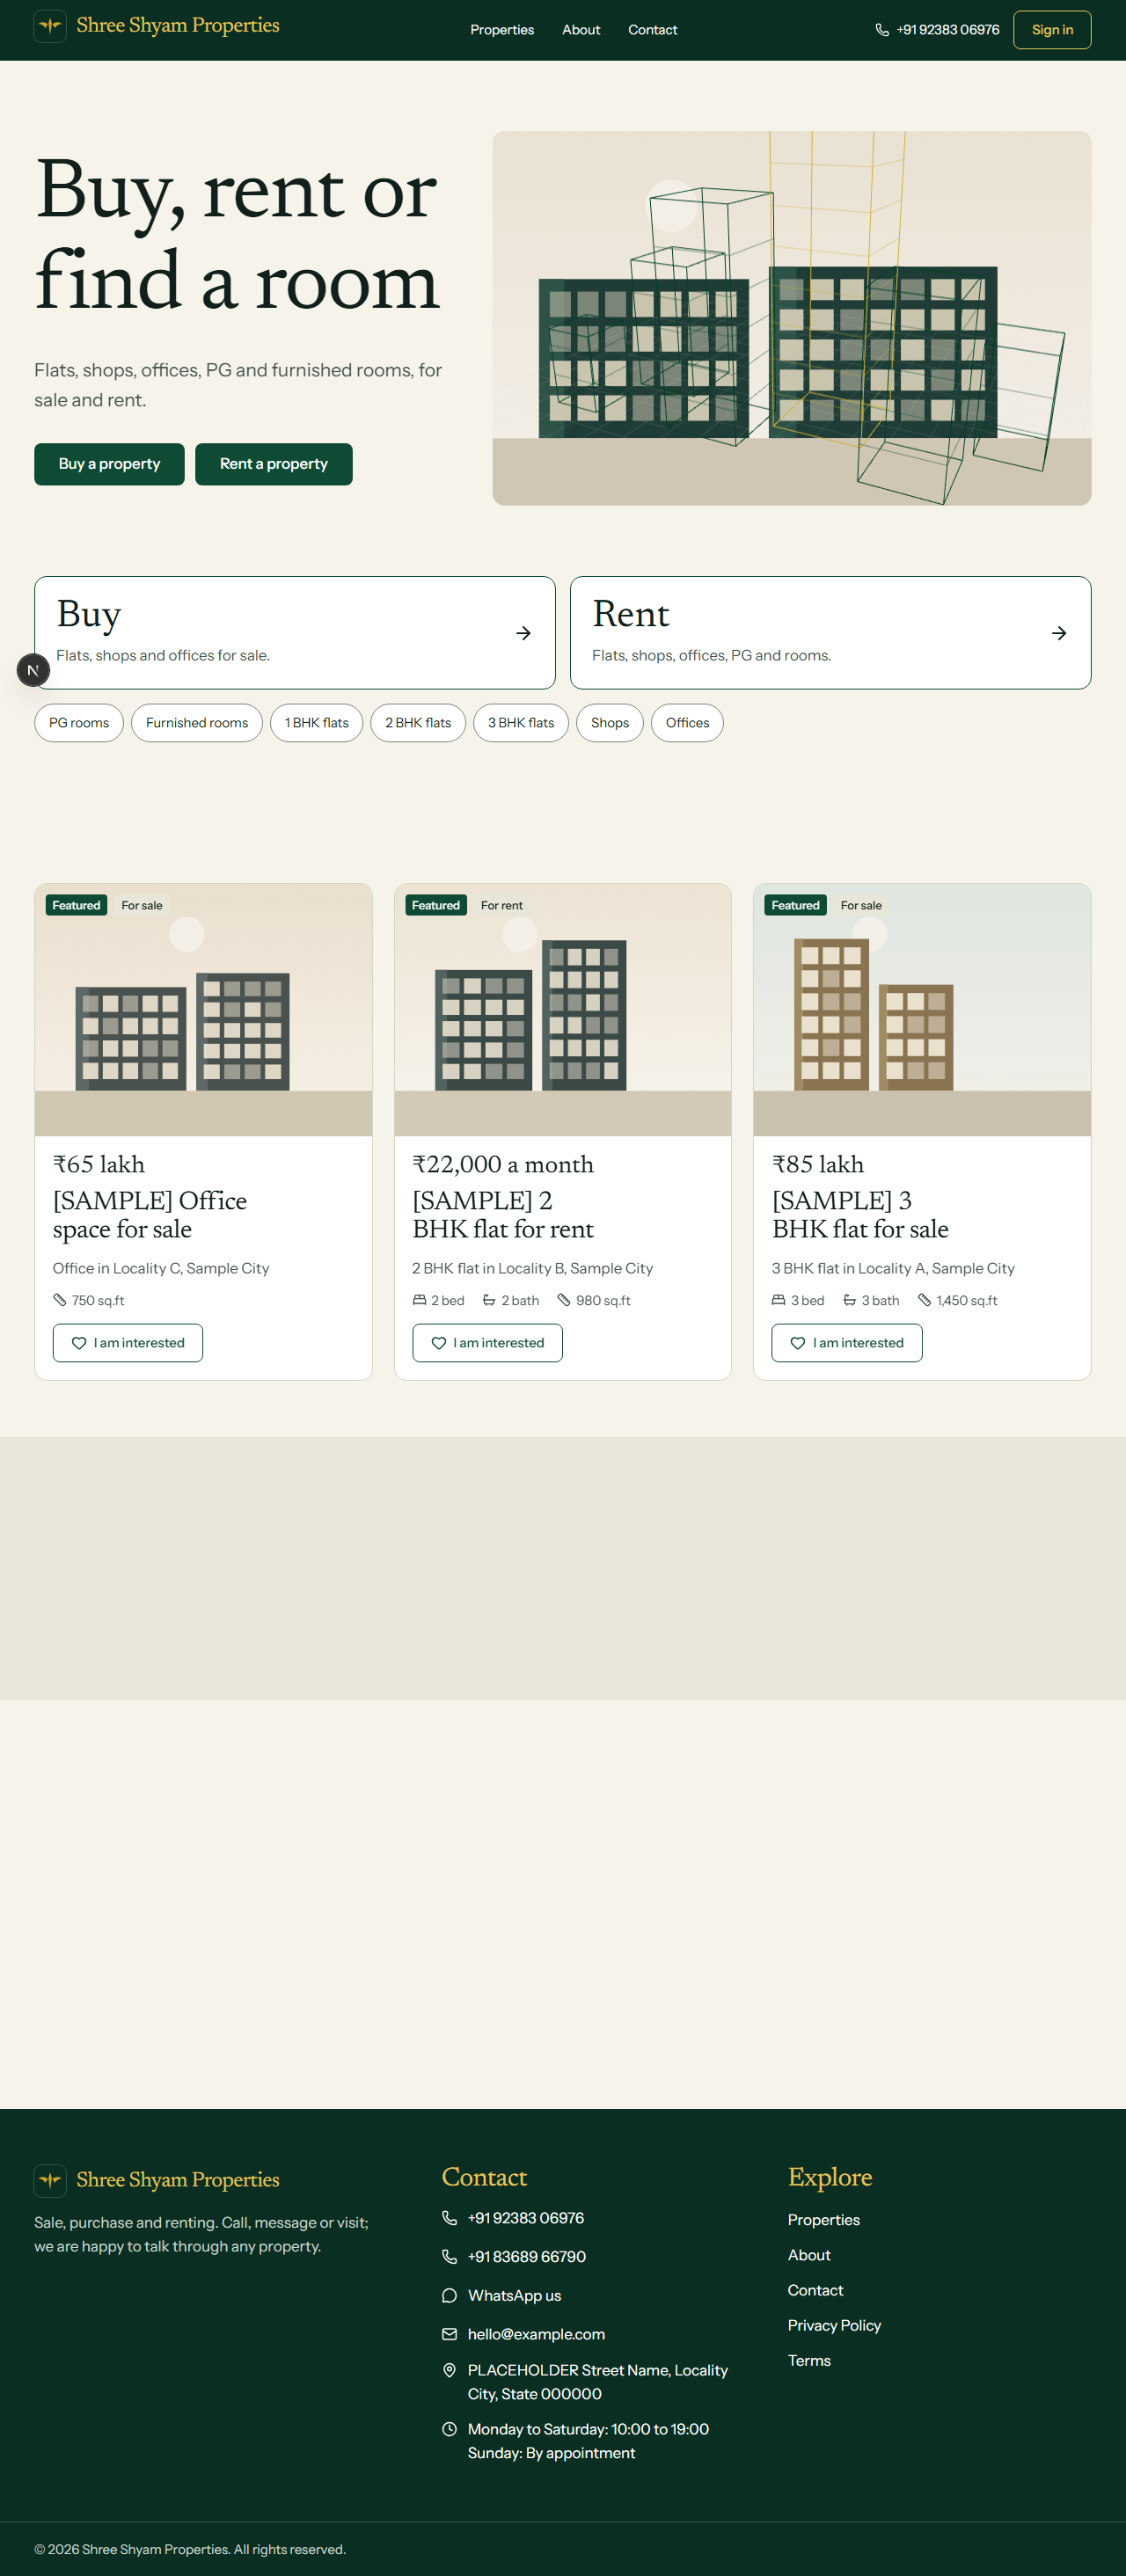 Shree Shyam Properties
Properties
About
Contact
+91 92383 06976
Sign in
Buy, rent or
find a room
Flats, shops, offices, PG and furnished rooms, for
sale and rent.
Buy a property
Rent a property
Buy
Flats, shops and offices for sale.
Rent
Flats, shops, offices, PG and rooms.
N
PG rooms
Furnished rooms
1 BHK flats
2 BHK flats
3 BHK flats
Shops
Offices
Featured
For sale
₹65 lakh
[SAMPLE] Office
space for sale
Office in Locality C, Sample City
750 sq.ft
I am interested
Featured
For rent
₹22,000 a month
[SAMPLE] 2
BHK flat for rent
2 BHK flat in Locality B, Sample City
2 bed
2 bath
980 sq.ft
I am interested
Featured
For sale
₹85 lakh
[SAMPLE] 3
BHK flat for sale
3 BHK flat in Locality A, Sample City
3 bed
3 bath
1,450 sq.ft
I am interested
Shree Shyam Properties
Sale, purchase and renting. Call, message or visit;
we are happy to talk through any property.
Contact
+91 92383 06976
+91 83689 66790
WhatsApp us
hello@example.com
PLACEHOLDER Street Name, Locality
City, State 000000
Monday to Saturday: 10:00 to 19:00
Sunday: By appointment
Explore
Properties
About
Contact
Privacy Policy
Terms
© 2026 Shree Shyam Properties. All rights reserved.